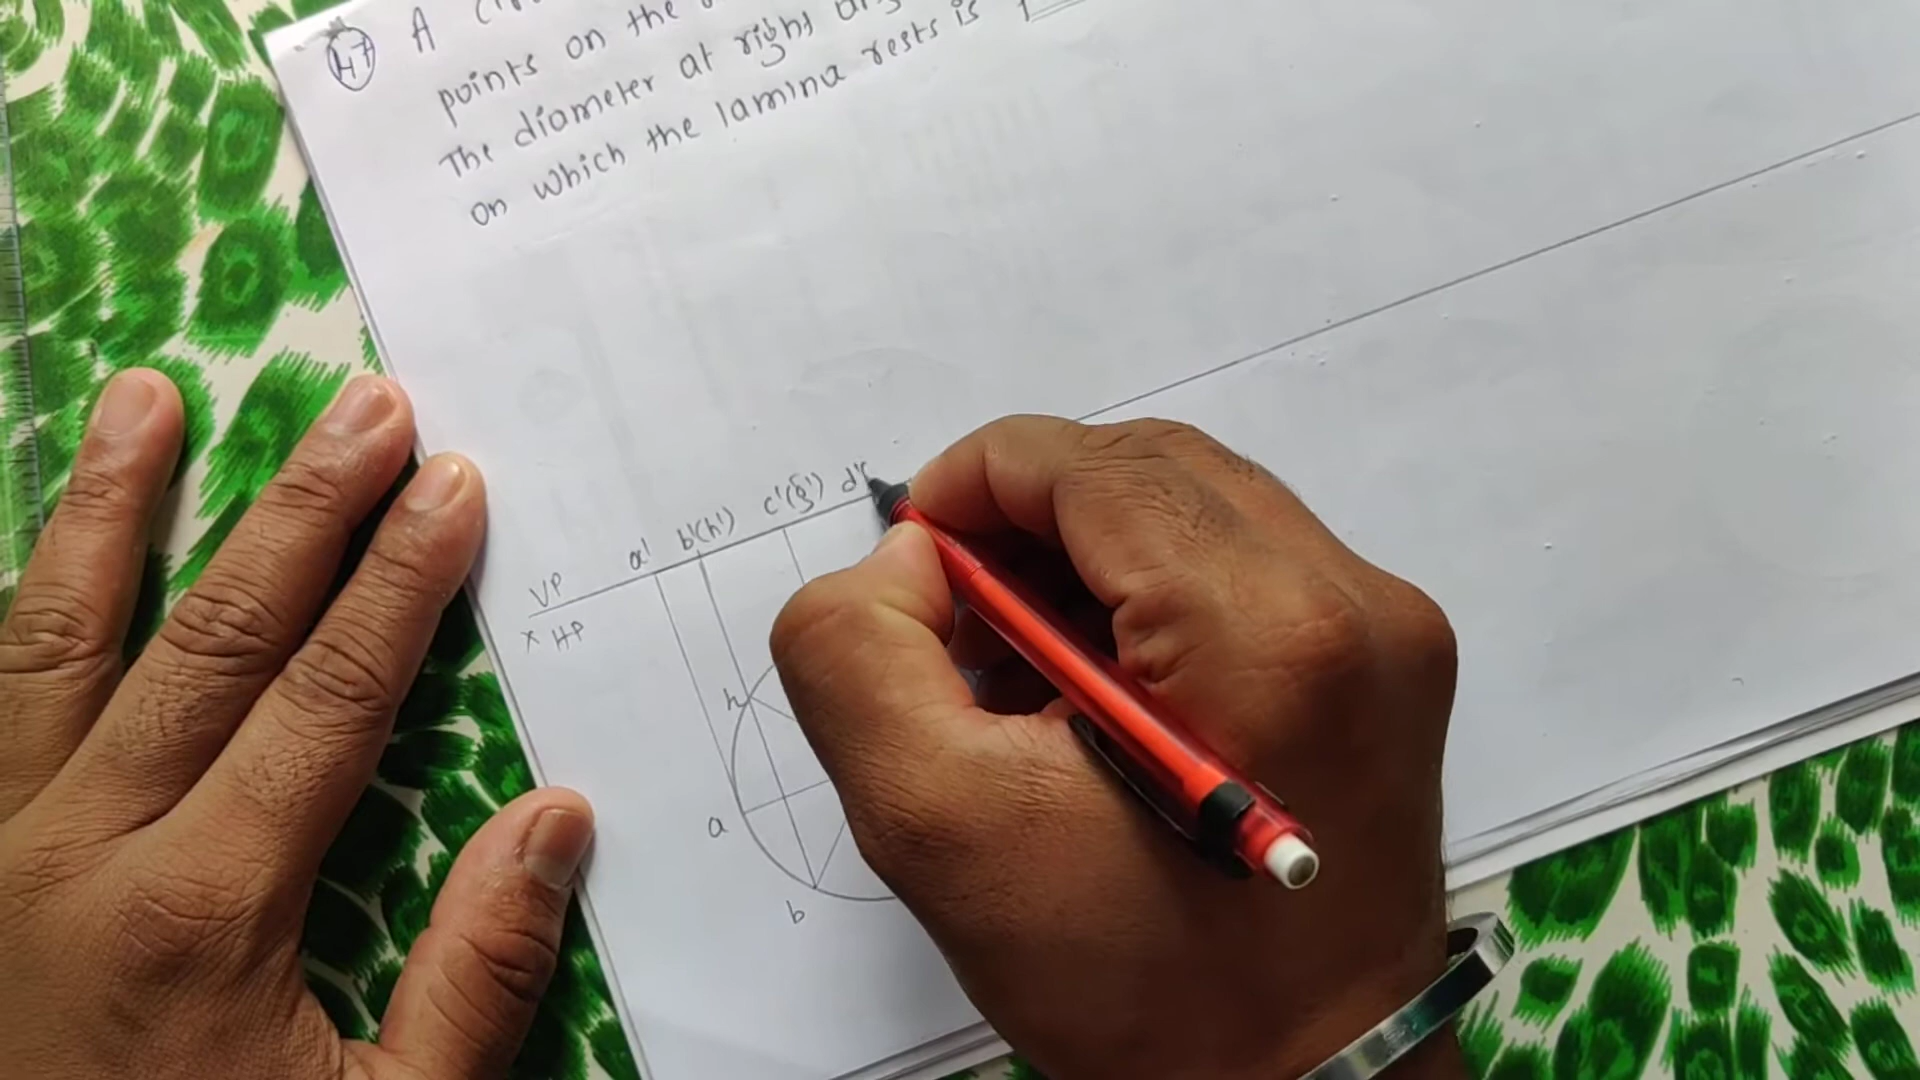 47 A
points on the
The diameter at right
on which the lamina rests is
a' b'(h') c'(g') d'(
VP
X HP
h
a
b